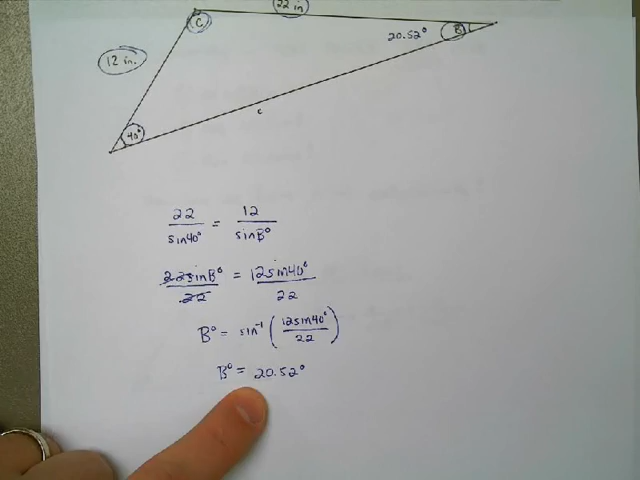 22 in
C
12 in.
20.52° B
40°
c
22 / sin40° = 12 / sinB°
22sinB° / 22 = 12sin40° / 22
B° = sin⁻¹ (12sin40° / 22)
B° = 20.52°